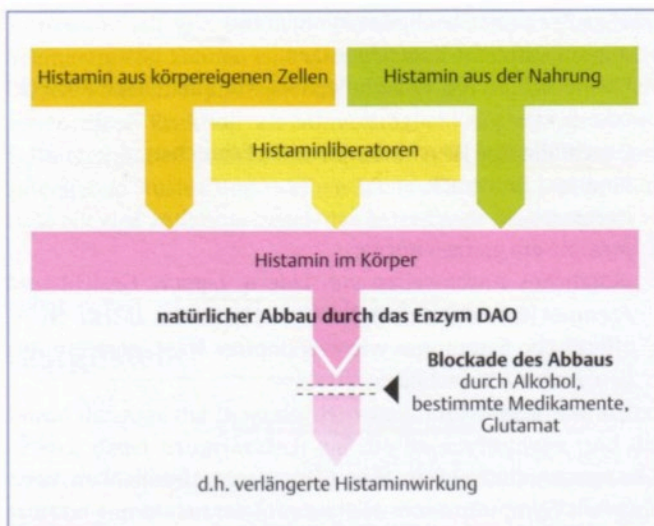 Histamin aus körpereigenen Zellen
Histamin aus der Nahrung
Histaminliberatoren
Histamin im Körper
natürlicher Abbau durch das Enzym DAO
Blockade des Abbaus
durch Alkohol,
bestimmte Medikamente,
Glutamat
d.h. verlängerte Histaminwirkung